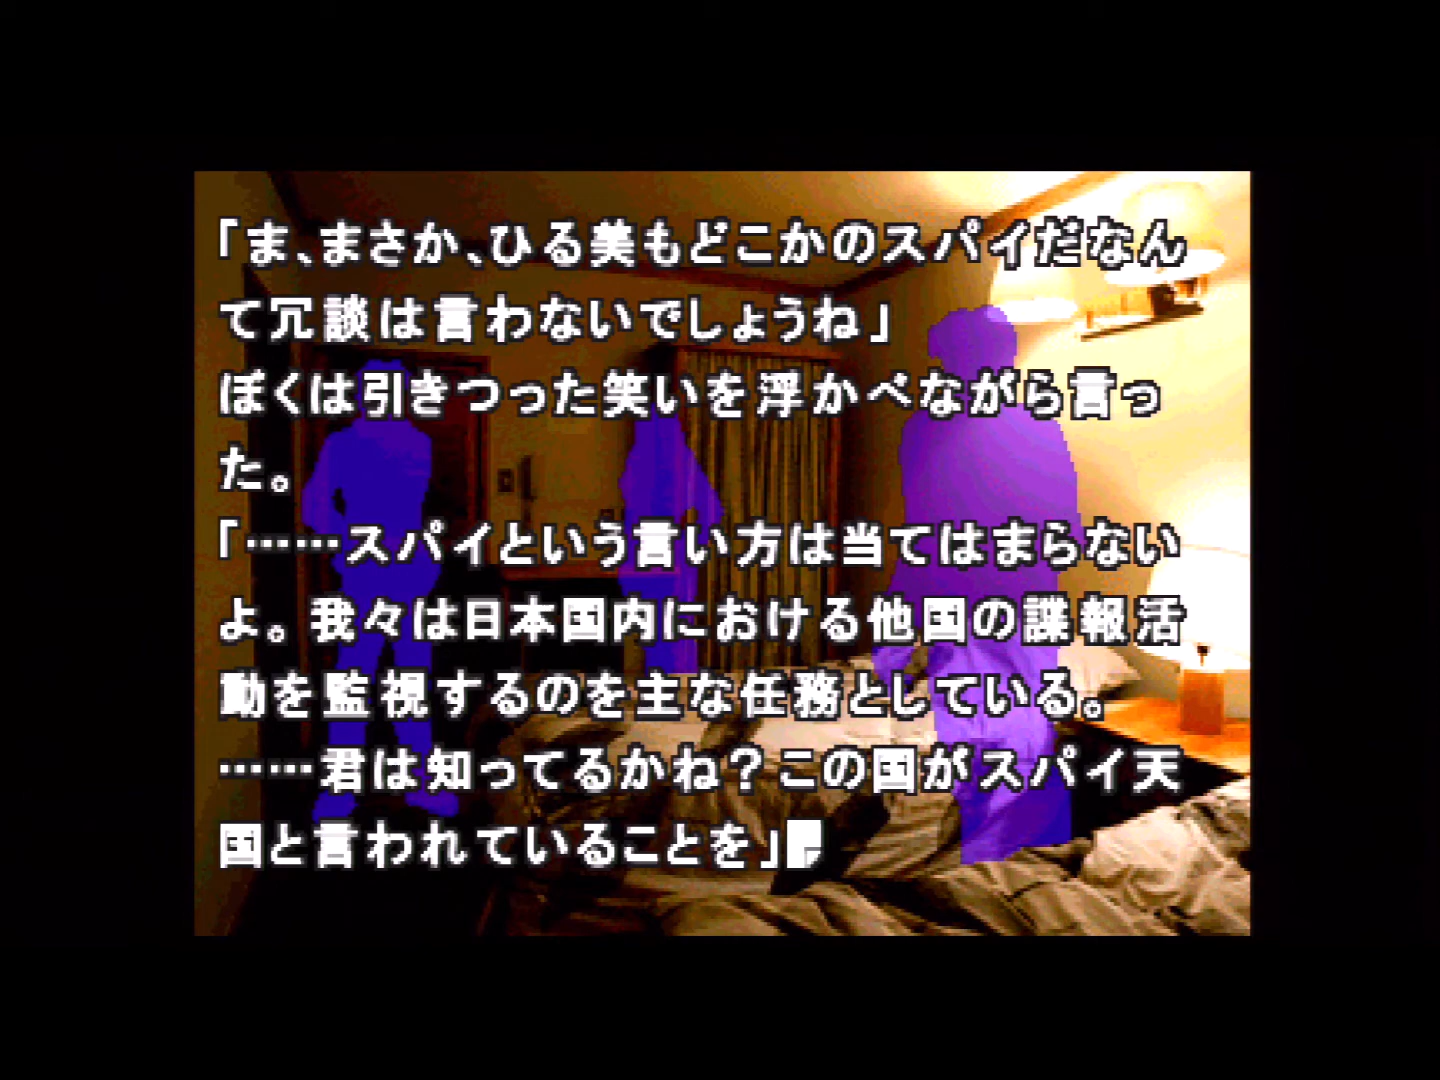 「ま、まさか、ひる美もどこかのスパイだなん
て冗談は言わないでしょうね」
ぼくは引きつった笑いを浮かべながら言っ
た。
「……スパイという言い方は当てはまらない
よ。我々は日本国内における他国の諜報活
動を監視するのを主な任務としている。
……君は知ってるかね？この国がスパイ天
国と言われていることを」